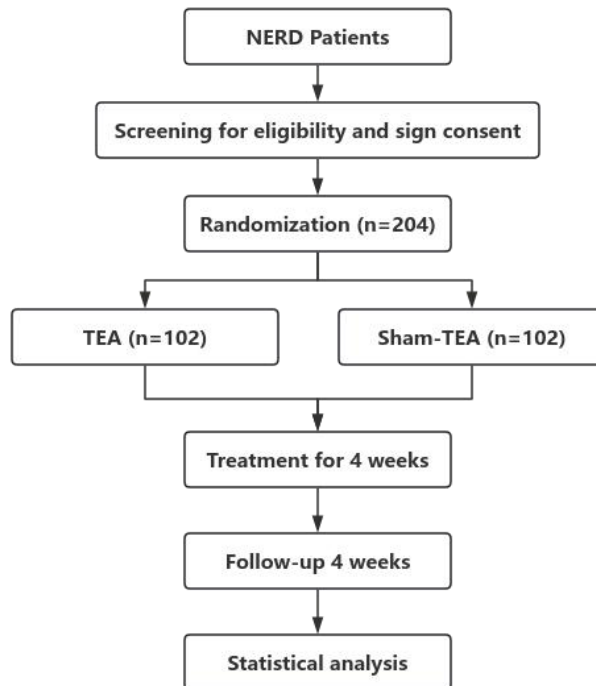 NERD Patients
Screening for eligibility and sign consent
Randomization (n=204)
TEA (n=102)
Sham-TEA (n=102)
Treatment for 4 weeks
Follow-up 4 weeks
Statistical analysis